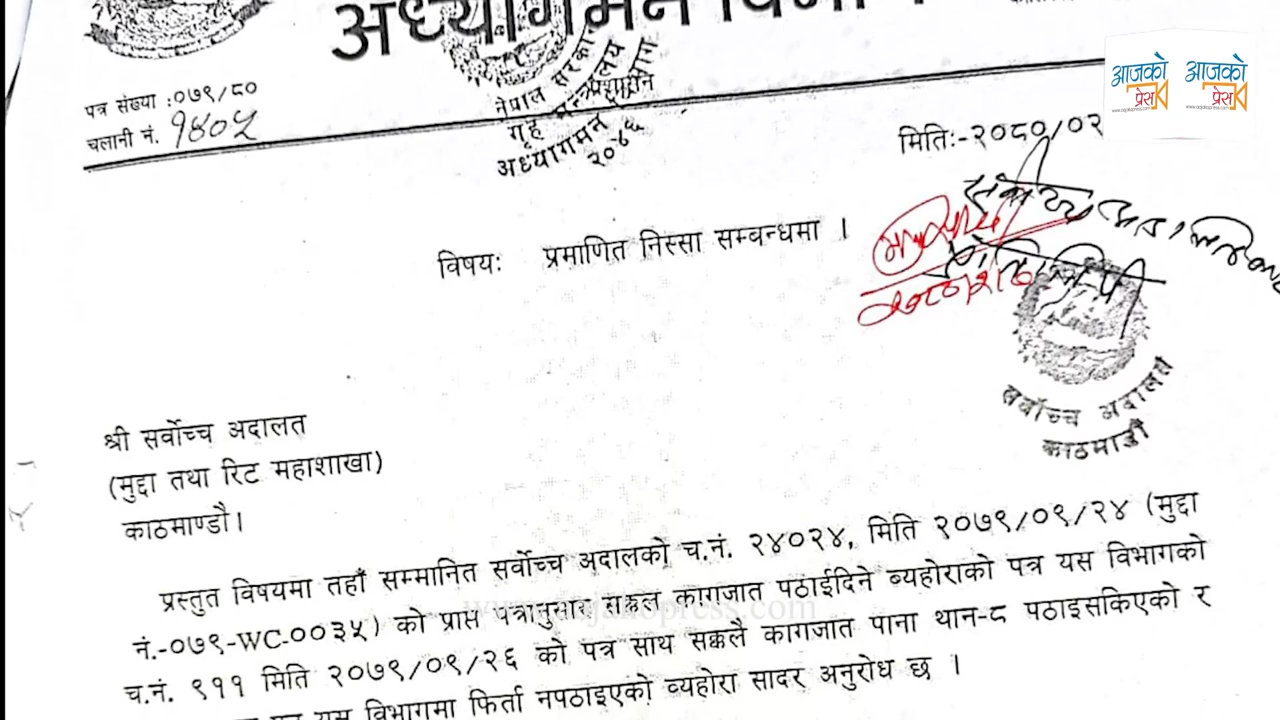 अध्यागमन विभाग
पत्र संख्या :०७९/८०
चलानी नं. १४०५
मितिः-२०८०/०२
आजको प्रेस
आजको प्रेस
नेपाल सरकार
गृह मन्त्रालय
अध्यागमन विभाग
विषयः प्रमाणित निस्सा सम्बन्धमा ।
सर्वोच्च अदालत
काठमाडौं
श्री सर्वोच्च अदालत
(मुद्दा तथा रिट महाशाखा)
काठमाण्डौ।
प्रस्तुत विषयमा तहाँ सम्मानित सर्वोच्च अदालको च.नं. २४०२४, मिति २०७९/०९/२४ (मुद्दा
नं.-०७९-WC-००३५) को प्राप्त पत्रानुसार सक्कल कागजात पठाईदिने ब्यहोराको पत्र यस विभागको
च.नं. ९११ मिति २०७९/०९/२६ को पत्र साथ सक्कलै कागजात पाना थान-८ पठाइसकिएको र
यस विभागमा फिर्ता नपठाइएको व्यहोरा सादर अनुरोध छ ।